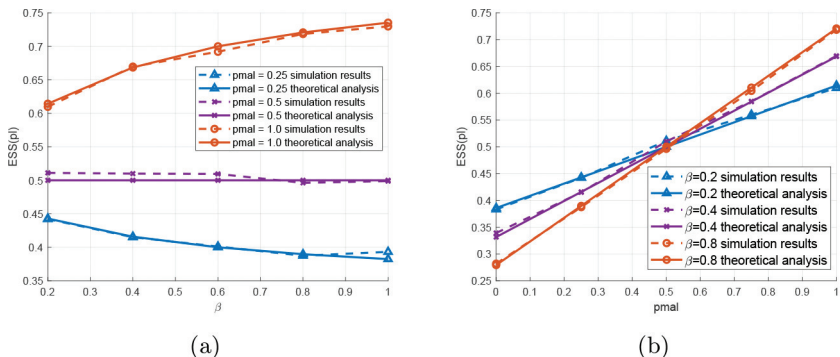 0.75
0.7
0.65
0.6
0.55
0.5
0.45
0.4
0.35
ESS(pl)
pmal = 0.25 simulation results
pmal = 0.25 theoretical analysis
pmal = 0.5 simulation results
pmal = 0.5 theoretical analysis
pmal = 1.0 simulation results
pmal = 1.0 theoretical analysis
0.2 0.3 0.4 0.5 0.6 0.7 0.8 0.9 1
β
(a)
0.75
0.7
0.65
0.6
0.55
0.5
0.45
0.4
0.35
0.3
0.25
ESS(pl)
β=0.2 simulation results
β=0.2 theoretical analysis
β=0.4 simulation results
β=0.4 theoretical analysis
β=0.8 simulation results
β=0.8 theoretical analysis
0 0.1 0.2 0.3 0.4 0.5 0.6 0.7 0.8 0.9 1
pmal
(b)